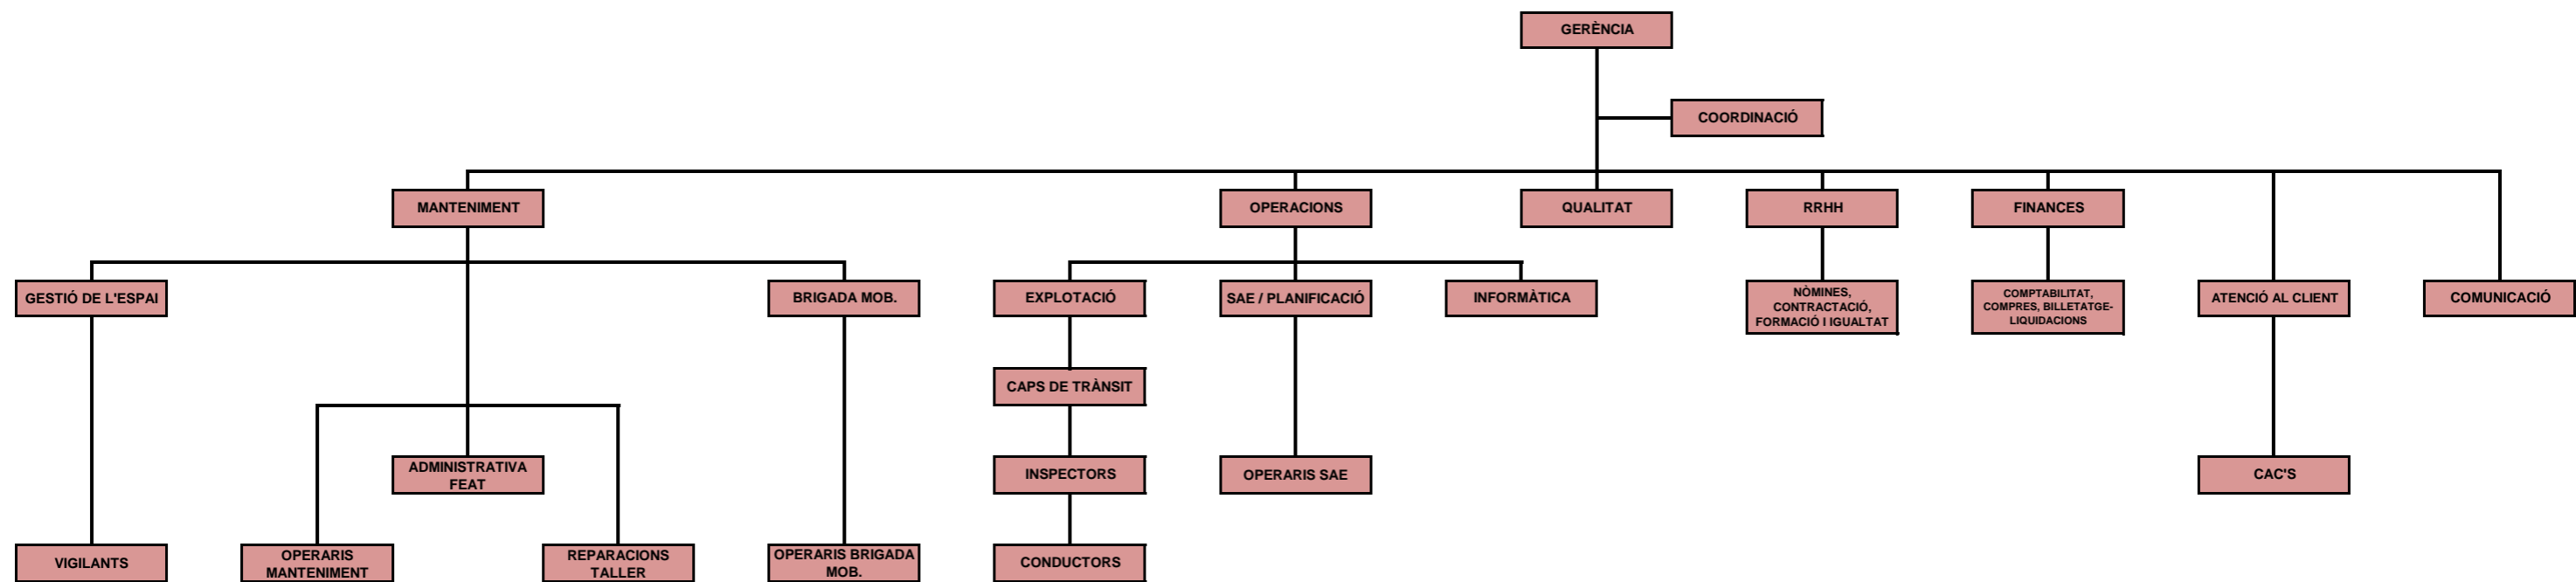 GERÈNCIA
COORDINACIÓ
MANTENIMENT
OPERACIONS
QUALITAT
RRHH
FINANCES
GESTIÓ DE L'ESPAI
BRIGADA MOB.
EXPLOTACIÓ
SAE / PLANIFICACIÓ
INFORMÀTICA
NÒMINES,
CONTRACTACIÓ,
FORMACIÓ I IGUALTAT
COMPTABILITAT,
COMPRES, BILLETATGE-
LIQUIDACIONS
ATENCIÓ AL CLIENT
COMUNICACIÓ
CAPS DE TRÀNSIT
ADMINISTRATIVA
FEAT
INSPECTORS
OPERARIS SAE
CAC'S
VIGILANTS
OPERARIS
MANTENIMENT
REPARACIONS
TALLER
OPERARIS BRIGADA
MOB.
CONDUCTORS